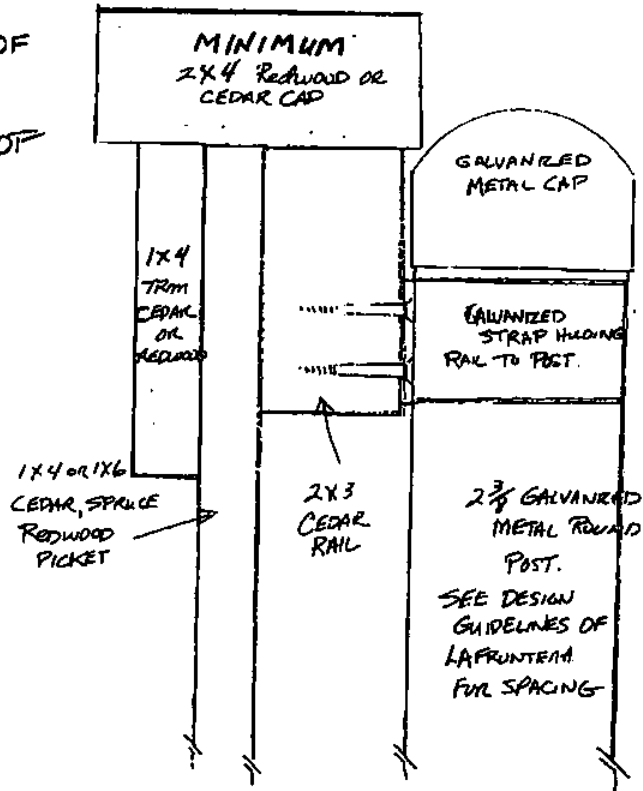 OF
OT
MINIMUM
2X4 REDWOOD OR
CEDAR CAP
GALVANIZED
METAL CAP
1X4
TRIM
CEDAR
OR
REDWOOD
GALVANIZED
STRAP HOLDING
RAIL TO POST.
1X4 OR 1X6
CEDAR, SPRUCE
REDWOOD
PICKET
2X3
CEDAR
RAIL
2 3/8 GALVANIZED
METAL ROUND
POST.
SEE DESIGN
GUIDELINES OF
LAFRONTERA
FOR SPACING